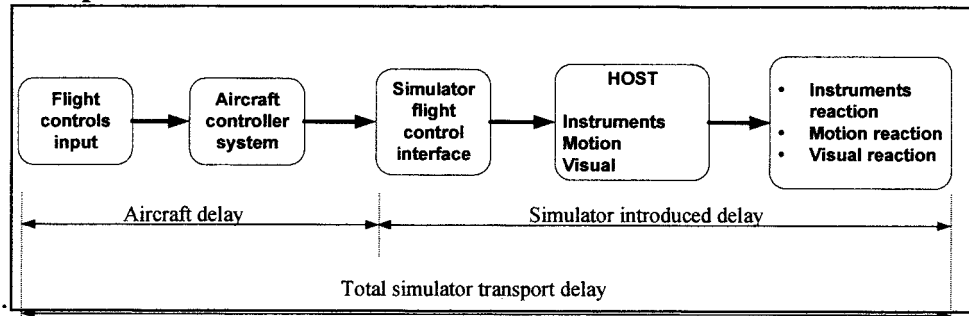 Flight
controls
input
Aircraft
controller
system
Simulator
flight
control
interface
HOST
Instruments
Motion
Visual
• Instruments
reaction
• Motion reaction
• Visual reaction
Aircraft delay
Simulator introduced delay
Total simulator transport delay